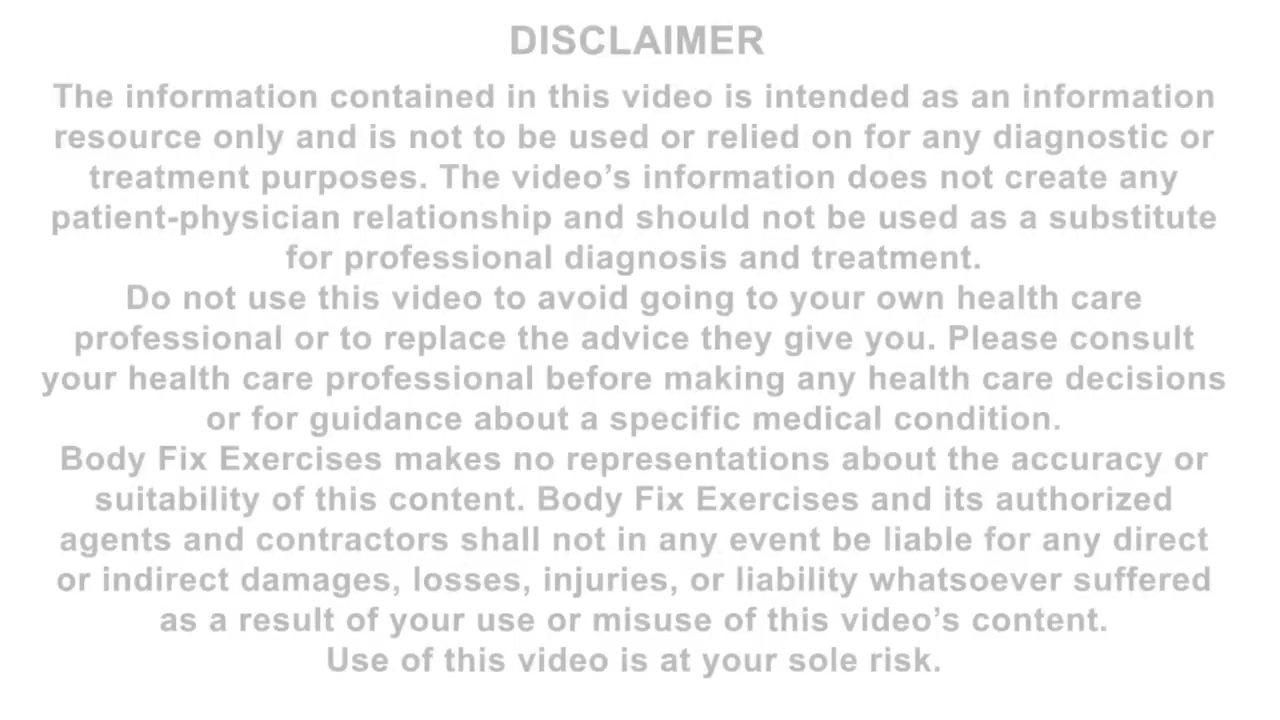 DISCLAIMER
The information contained in this video is intended as an information
resource only and is not to be used or relied on for any diagnostic or
treatment purposes. The video’s information does not create any
patient-physician relationship and should not be used as a substitute
for professional diagnosis and treatment.
Do not use this video to avoid going to your own health care
professional or to replace the advice they give you. Please consult
your health care professional before making any health care decisions
or for guidance about a specific medical condition.
Body Fix Exercises makes no representations about the accuracy or
suitability of this content. Body Fix Exercises and its authorized
agents and contractors shall not in any event be liable for any direct
or indirect damages, losses, injuries, or liability whatsoever suffered
as a result of your use or misuse of this video’s content.
Use of this video is at your sole risk.